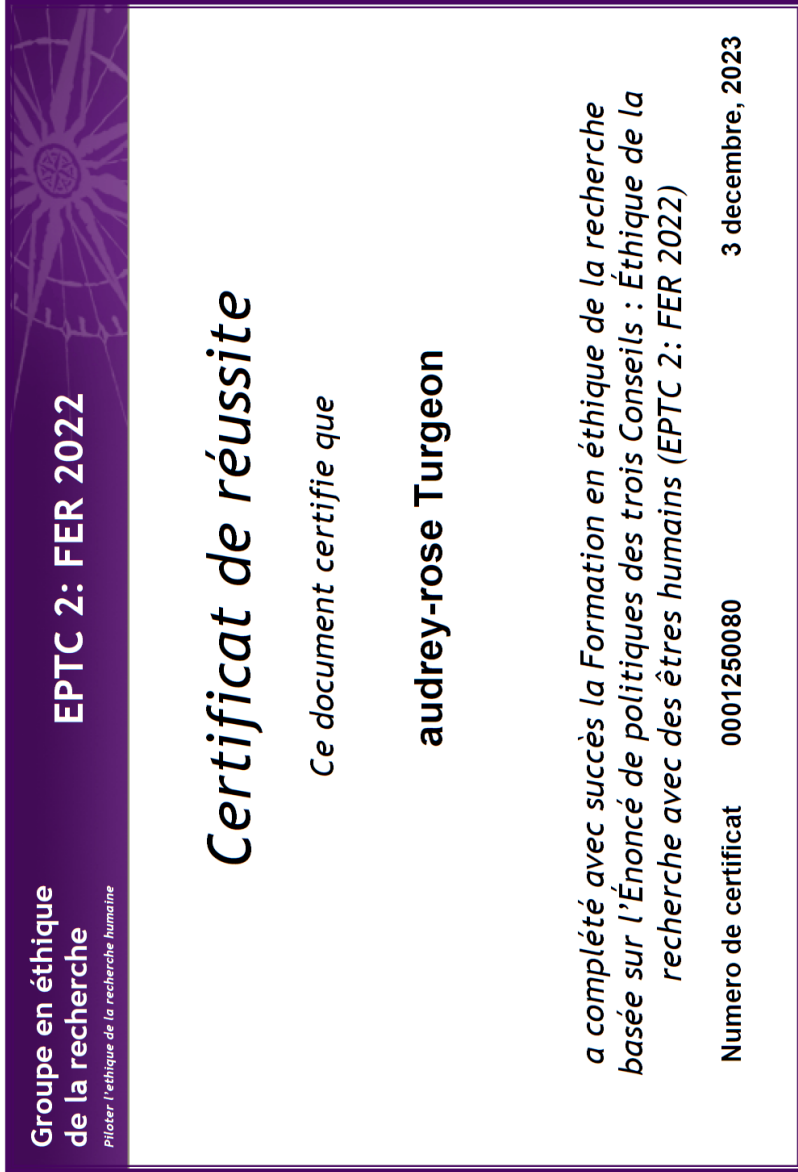 Groupe en éthique
de la recherche
Piloter l'ethique de la recherche humaine
EPTC 2: FER 2022
Certificat de réussite
Ce document certifie que
audrey-rose Turgeon
a complété avec succès la Formation en éthique de la recherche
basée sur l'Énoncé de politiques des trois Conseils : Éthique de la
recherche avec des êtres humains (EPTC 2: FER 2022)
Numero de certificat 0001250080 3 decembre, 2023